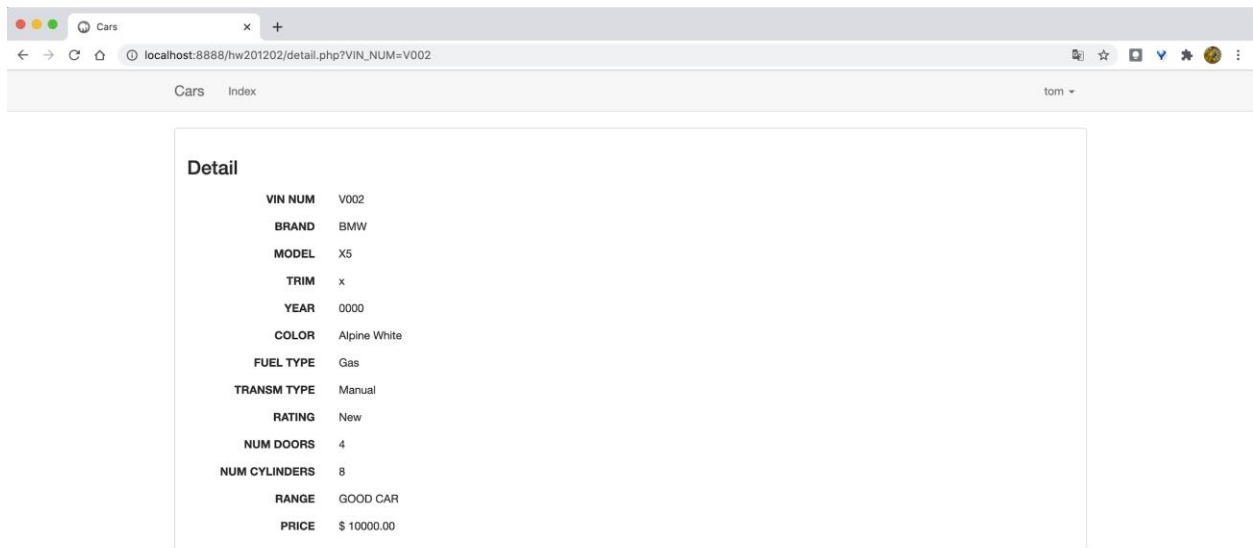 Cars
localhost:8888/hw201202/detail.php?VIN_NUM=V002
Cars Index tom
Detail
VIN NUM V002
BRAND BMW
MODEL X5
TRIM x
YEAR 0000
COLOR Alpine White
FUEL TYPE Gas
TRANSM TYPE Manual
RATING New
NUM DOORS 4
NUM CYLINDERS 8
RANGE GOOD CAR
PRICE $ 10000.00